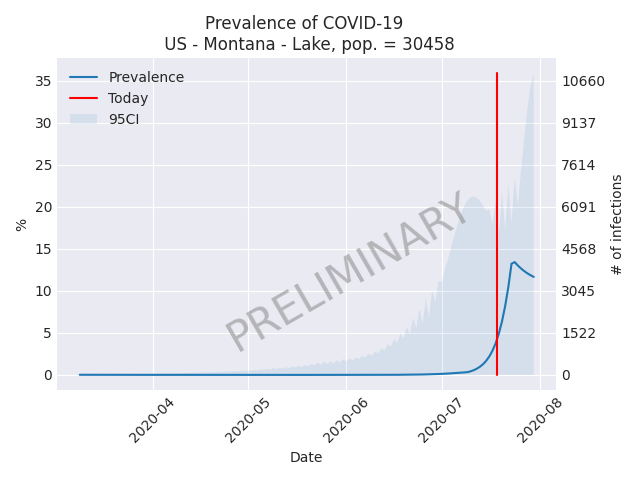 Prevalence of COVID-19
US - Montana - Lake, pop. = 30458
Prevalence
Today
95CI
PRELIMINARY
35
30
25
20
15
10
5
0
%
10660
9137
7614
6091
4568
3045
1522
0
# of infections
2020-04
2020-05
2020-06
2020-07
2020-08
Date